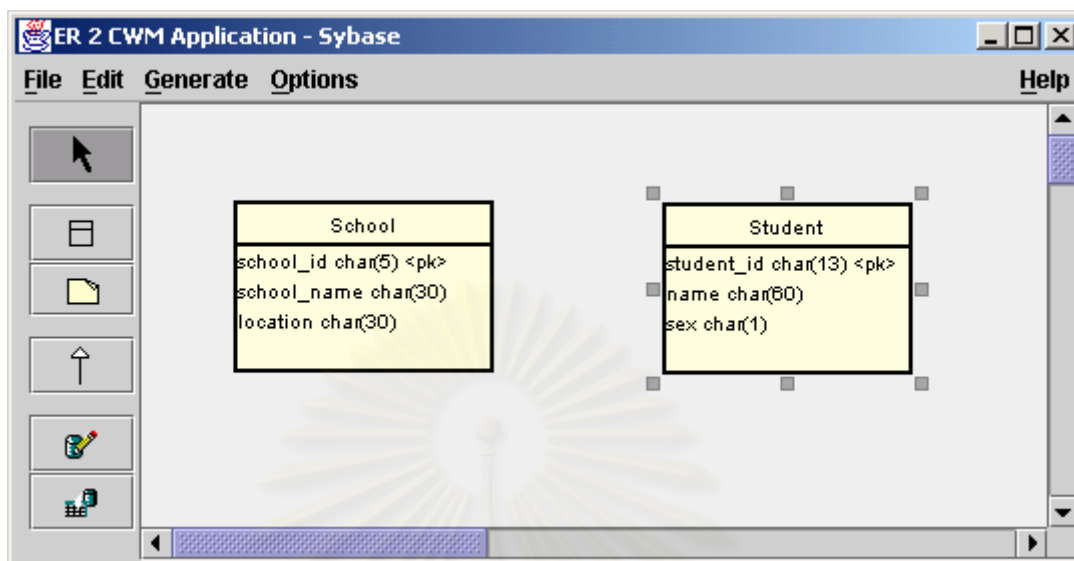 ER 2 CWM Application - Sybase
File Edit Generate Options Help
School
school_id char(5) <pk>
school_name char(30)
location char(30)
Student
student_id char(13) <pk>
name char(60)
sex char(1)